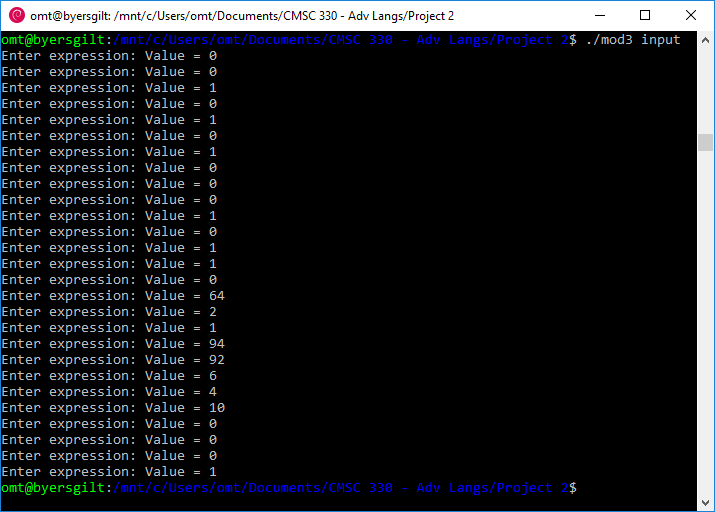 omt@byersgilt: /mnt/c/Users/omt/Documents/CMSC 330 - Adv Langs/Project 2
omt@byersgilt:/mnt/c/Users/omt/Documents/CMSC 330 - Adv Langs/Project 2$ ./mod3 input
Enter expression: Value = 0
Enter expression: Value = 0
Enter expression: Value = 1
Enter expression: Value = 0
Enter expression: Value = 1
Enter expression: Value = 0
Enter expression: Value = 1
Enter expression: Value = 0
Enter expression: Value = 0
Enter expression: Value = 0
Enter expression: Value = 1
Enter expression: Value = 0
Enter expression: Value = 1
Enter expression: Value = 1
Enter expression: Value = 0
Enter expression: Value = 64
Enter expression: Value = 2
Enter expression: Value = 1
Enter expression: Value = 94
Enter expression: Value = 92
Enter expression: Value = 6
Enter expression: Value = 4
Enter expression: Value = 10
Enter expression: Value = 0
Enter expression: Value = 0
Enter expression: Value = 0
Enter expression: Value = 1
omt@byersgilt:/mnt/c/Users/omt/Documents/CMSC 330 - Adv Langs/Project 2$